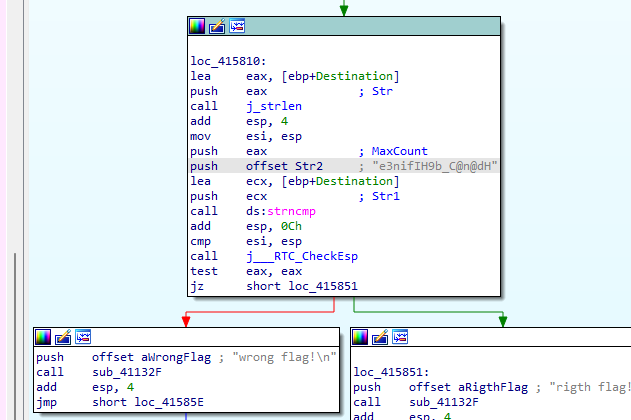 loc_415810:
lea eax, [ebp+Destination]
push eax ; Str
call j_strlen
add esp, 4
mov esi, esp
push eax ; MaxCount
push offset Str2 ; "e3nifIH9b_C@n@dH"
lea ecx, [ebp+Destination]
push ecx ; Str1
call ds:strncmp
add esp, 0Ch
cmp esi, esp
call j___RTC_CheckEsp
test eax, eax
jz short loc_415851
push offset aWrongFlag ; "wrong flag!\n"
call sub_41132F
add esp, 4
jmp short loc_41585E
loc_415851:
push offset aRigthFlag ; "rigth flag!
call sub_41132F
add esp, 4